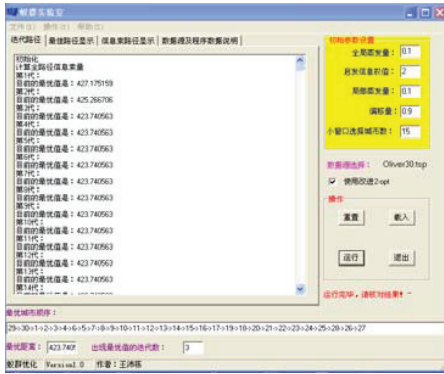 蚁群实验室
文件(I) 操作(I) 帮助(I)
迭代路径 最佳路径显示 信息素路径显示 数据源及程序数据说明
初始化
计算全路径信息素量
第1代:
目前的最优值是: 427.175159
第2代:
目前的最优值是: 425.266706
第3代:
目前的最优值是: 423.740563
第4代:
目前的最优值是: 423.740563
第5代:
目前的最优值是: 423.740563
第6代:
目前的最优值是: 423.740563
第7代:
目前的最优值是: 423.740563
第8代:
目前的最优值是: 423.740563
第9代:
目前的最优值是: 423.740563
第10代:
目前的最优值是: 423.740563
第11代:
目前的最优值是: 423.740563
第12代:
目前的最优值是: 423.740563
第13代:
目前的最优值是: 423.740563
第14代:
初始参数设置
全局蒸发量: 0.1
启发信息权值: 2
局部蒸发量: 0.1
偏移量: 0.9
小窗口选择城市数: 15
数据源选择: Oliver30.tsp
使用改进2-opt
操作
重置 载入
运行 退出
运行完毕,请核对结果!
最优城市顺序:
29->30->1->2->3->4->6->5->7->8->9->10->11->12->13->14->15->16->17->19->18->20->21->22->23->24->25->28->26->27
最优距离: 423.740 出现最优值的迭代数: 3
蚁群优化 Version1.0 作者:王沛栋